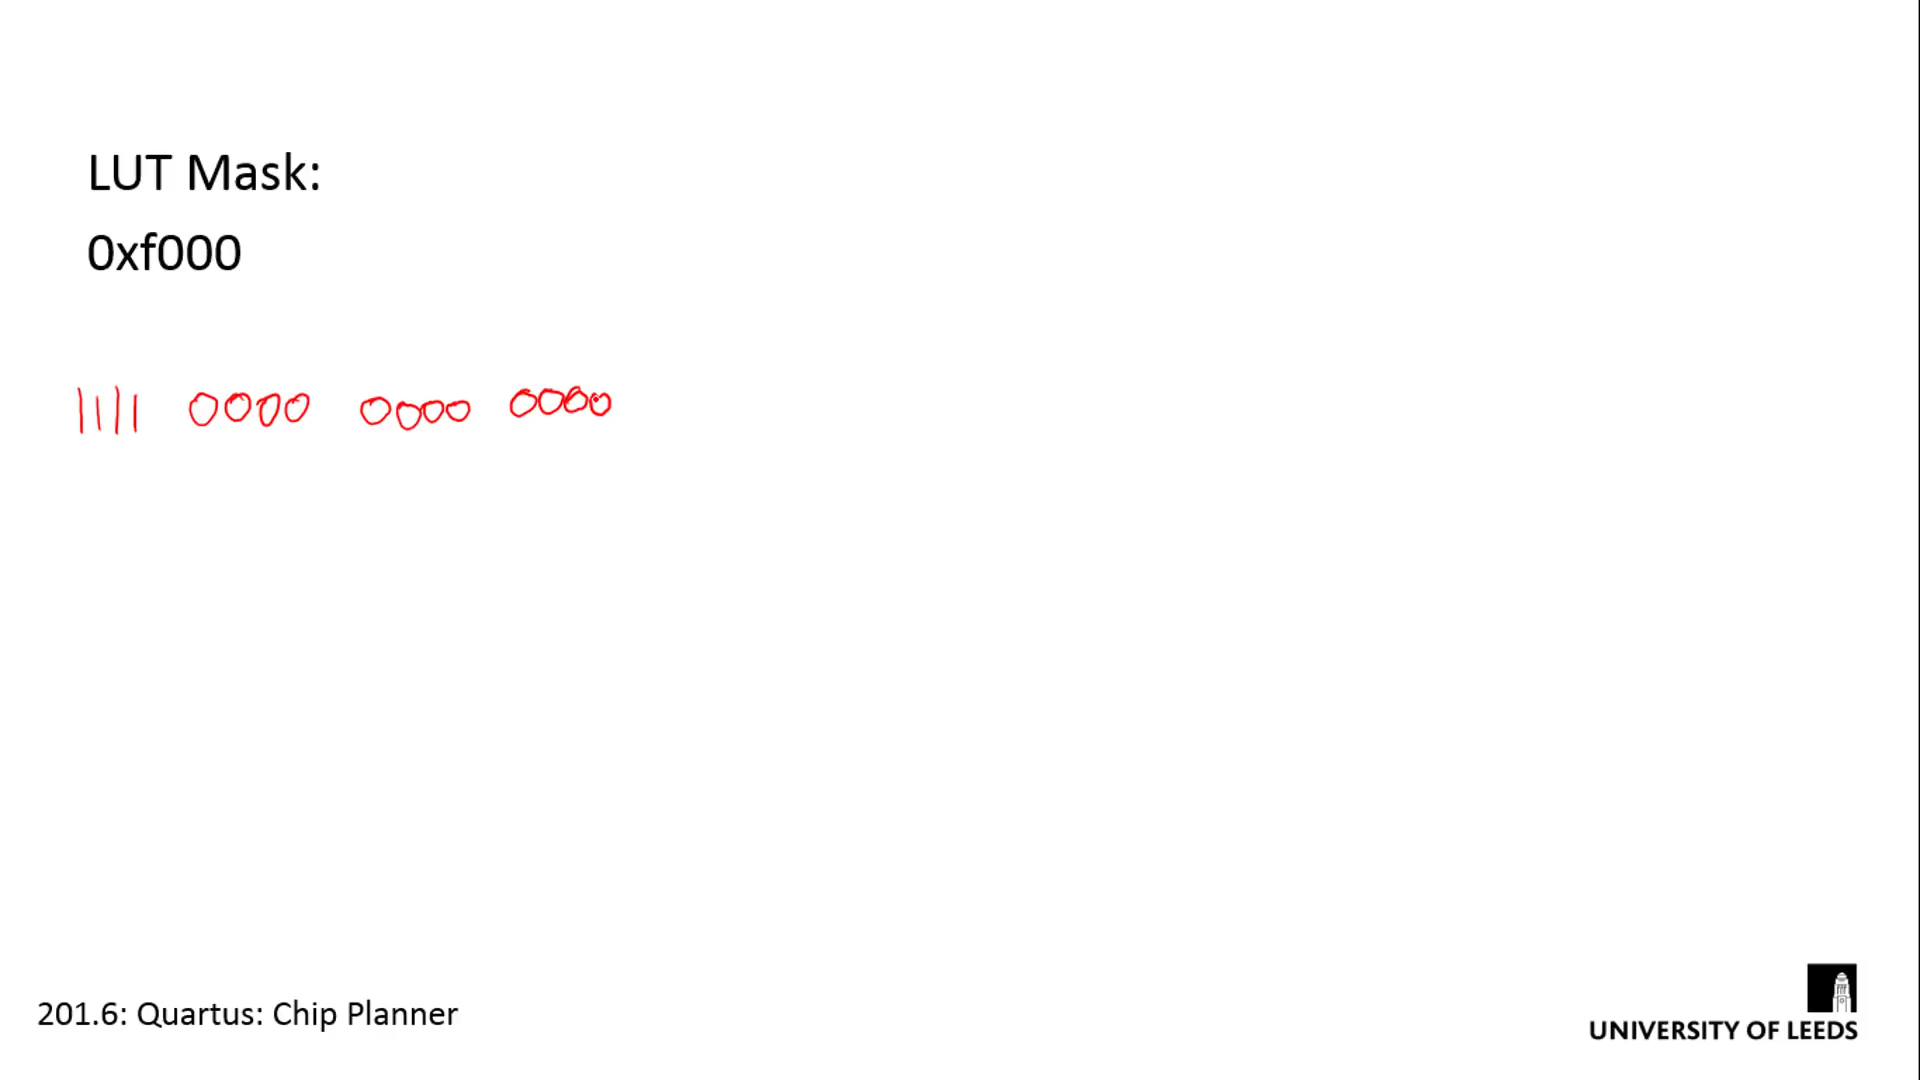 LUT Mask:
0xf000
1111 0000 0000 0000
201.6: Quartus: Chip Planner
UNIVERSITY OF LEEDS